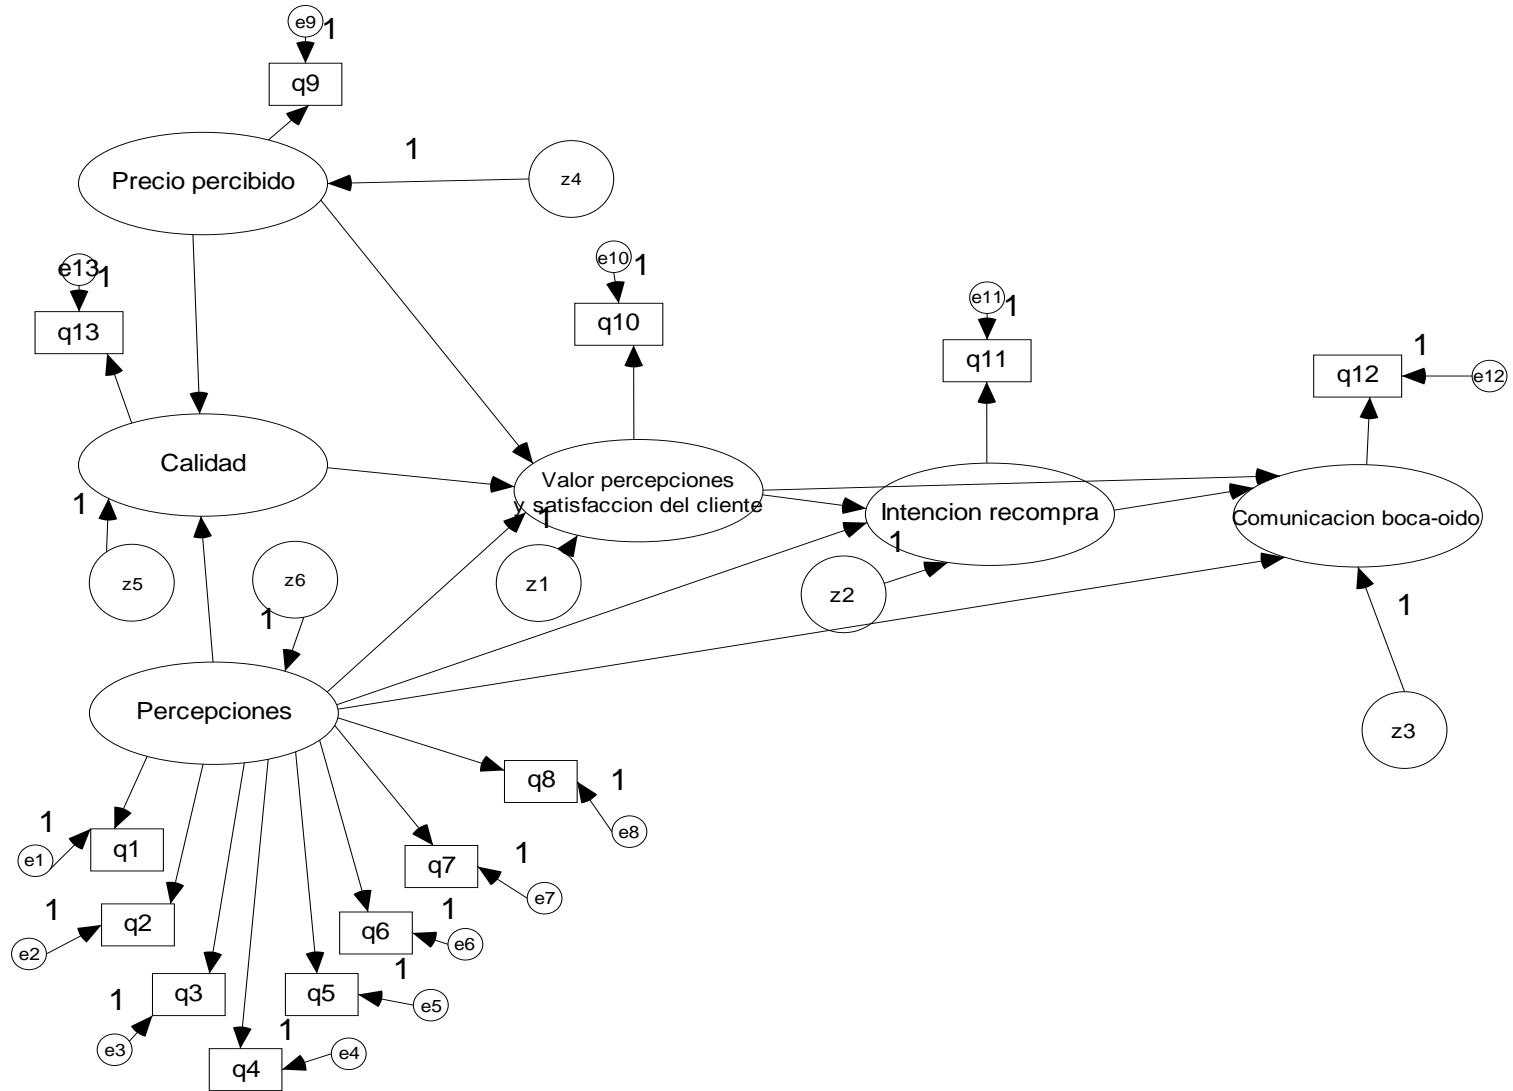 e9
1
q9
1
Precio percibido
z4
e13
1
q13
e10
1
q10
e11
1
q11
1
q12
e12
Calidad
Valor percepciones
y satisfaccion del cliente
Intencion recompra
Comunicacion boca-oido
1
z5
z6
1
1
z1
1
z2
1
z3
Percepciones
1
e1
q1
1
e2
q2
1
e3
q3
q4
1
e4
q5
1
e5
q6
1
e6
q7
1
e7
q8
1
e8